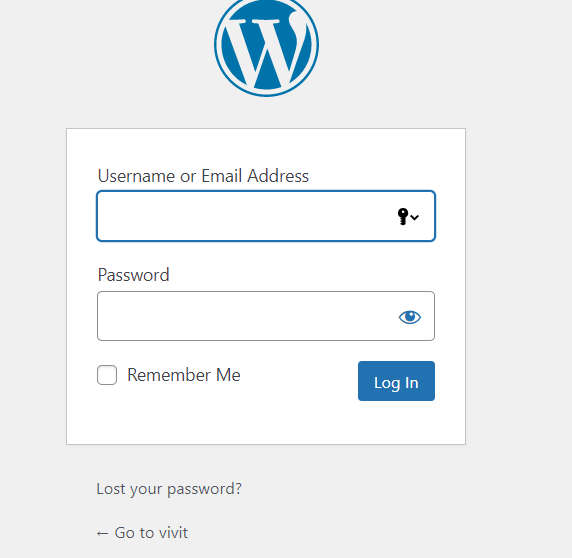 Username or Email Address
Password
Remember Me
Log In
Lost your password?
← Go to vivit